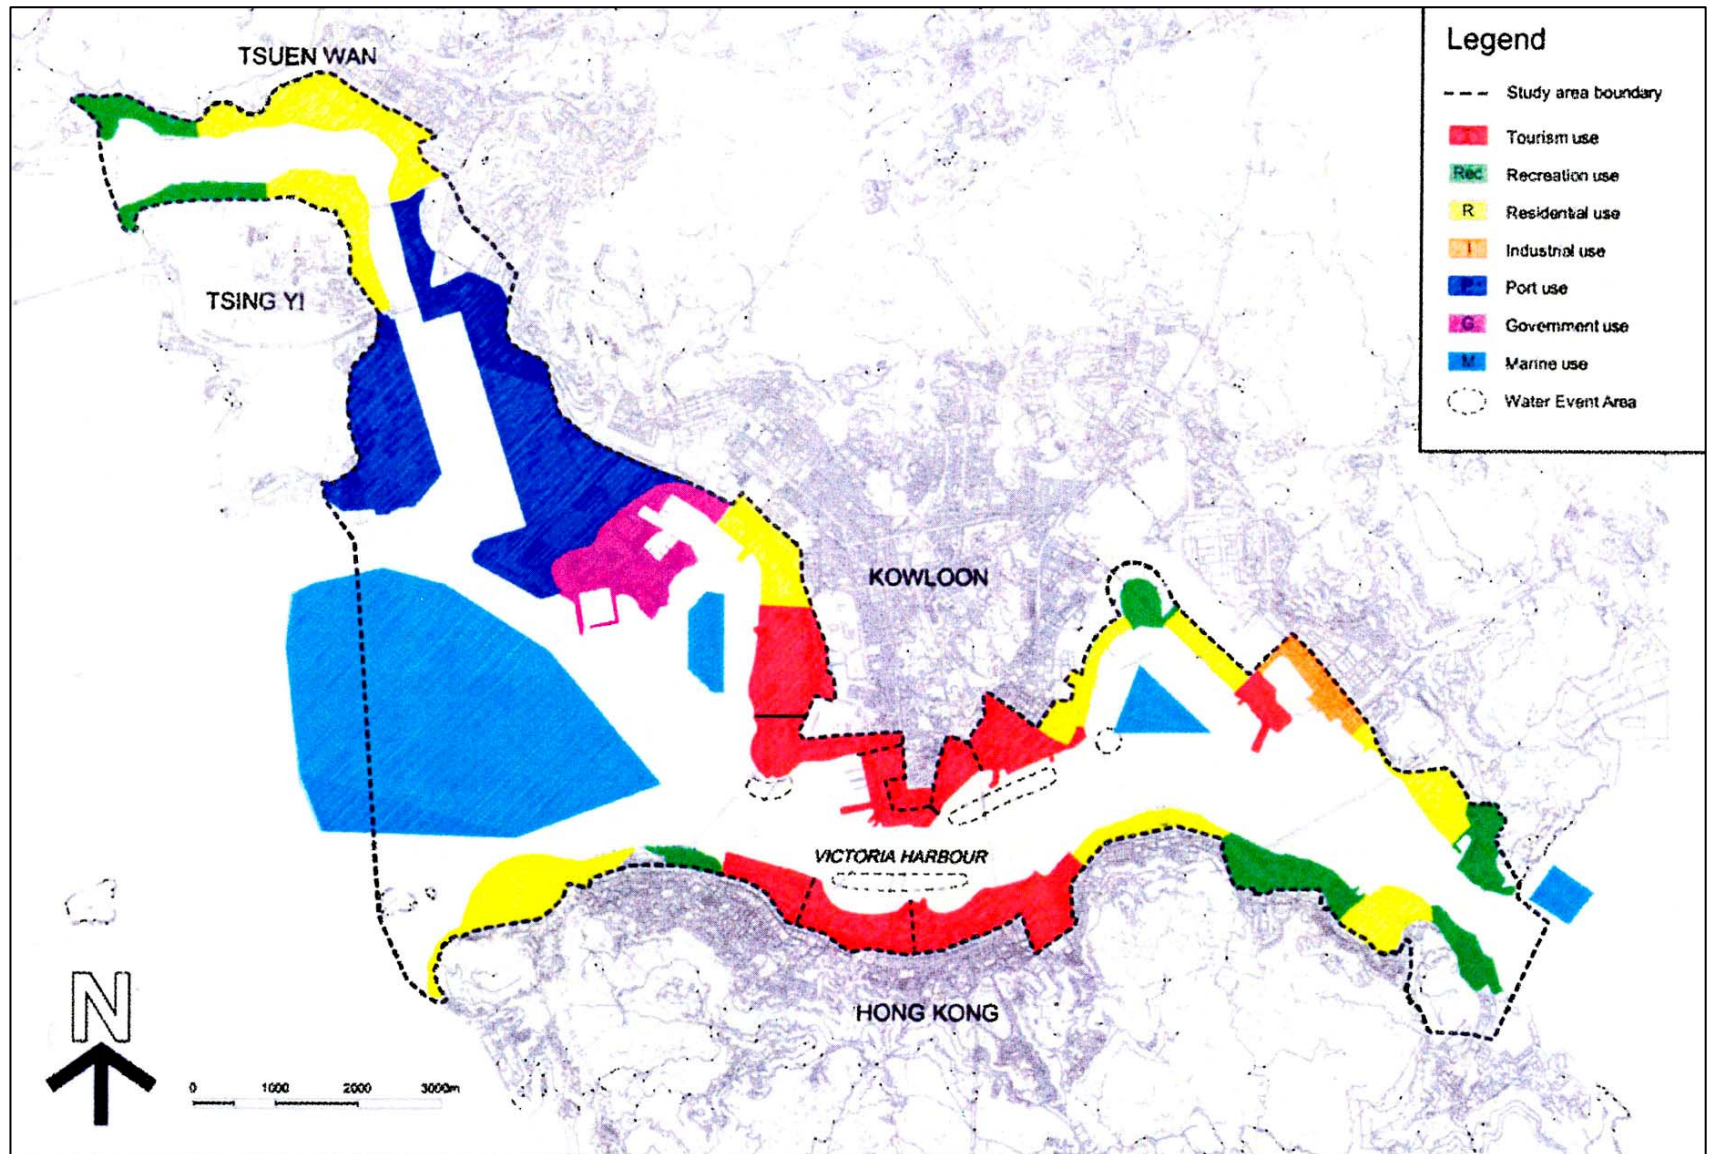 Legend
Study area boundary
T Tourism use
Rec Recreation use
R Residential use
I Industrial use
P Port use
G Government use
M Marine use
Water Event Area
TSUEN WAN
TSING YI
KOWLOON
VICTORIA HARBOUR
HONG KONG
N
0 1000 2000 3000m